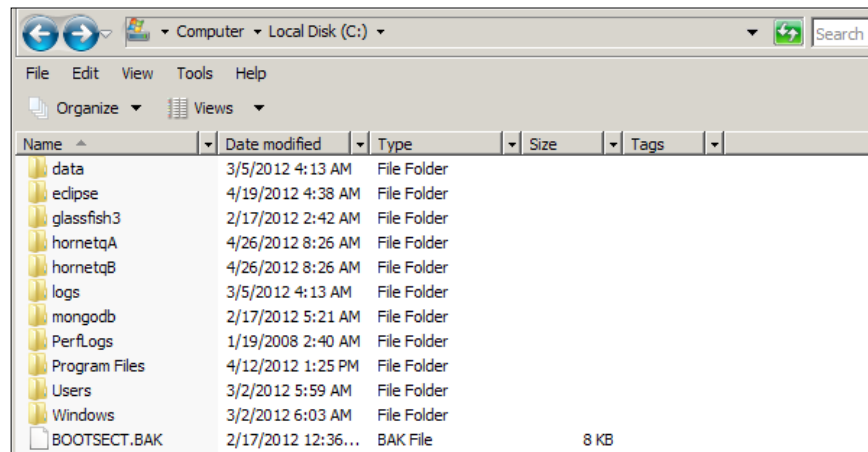 Computer Local Disk (C:) Search
File Edit View Tools Help
Organize Views
Name Date modified Type Size Tags
data 3/5/2012 4:13 AM File Folder
eclipse 4/19/2012 4:38 AM File Folder
glassfish3 2/17/2012 2:42 AM File Folder
hornetqA 4/26/2012 8:26 AM File Folder
hornetqB 4/26/2012 8:26 AM File Folder
logs 3/5/2012 4:13 AM File Folder
mongodb 2/17/2012 5:21 AM File Folder
PerfLogs 1/19/2008 2:40 AM File Folder
Program Files 4/12/2012 1:25 PM File Folder
Users 3/2/2012 5:59 AM File Folder
Windows 3/2/2012 6:03 AM File Folder
BOOTSECT.BAK 2/17/2012 12:36... BAK File 8 KB